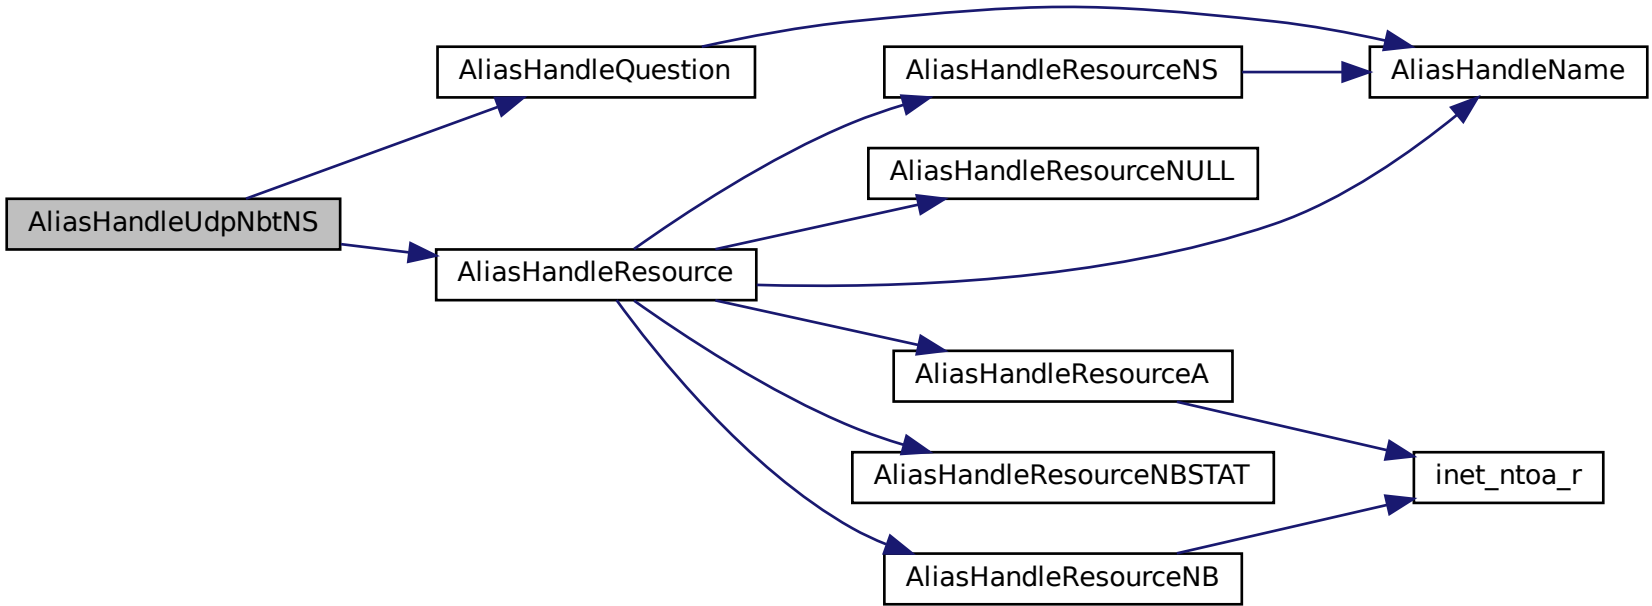 AliasHandleUdpNbtNS
AliasHandleQuestion
AliasHandleResource
AliasHandleResourceNS
AliasHandleResourceNULL
AliasHandleResourceA
AliasHandleResourceNBSTAT
AliasHandleResourceNB
AliasHandleName
inet_ntoa_r